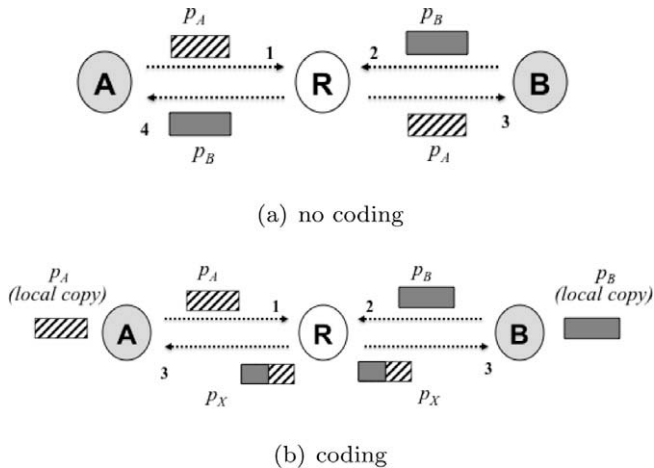 p_A p_B
1 2
A R B
4 3
p_B p_A
(a) no coding
p_A p_A p_B p_B
(local copy) (local copy)
1 2
A R B
3 3
p_X p_X
(b) coding